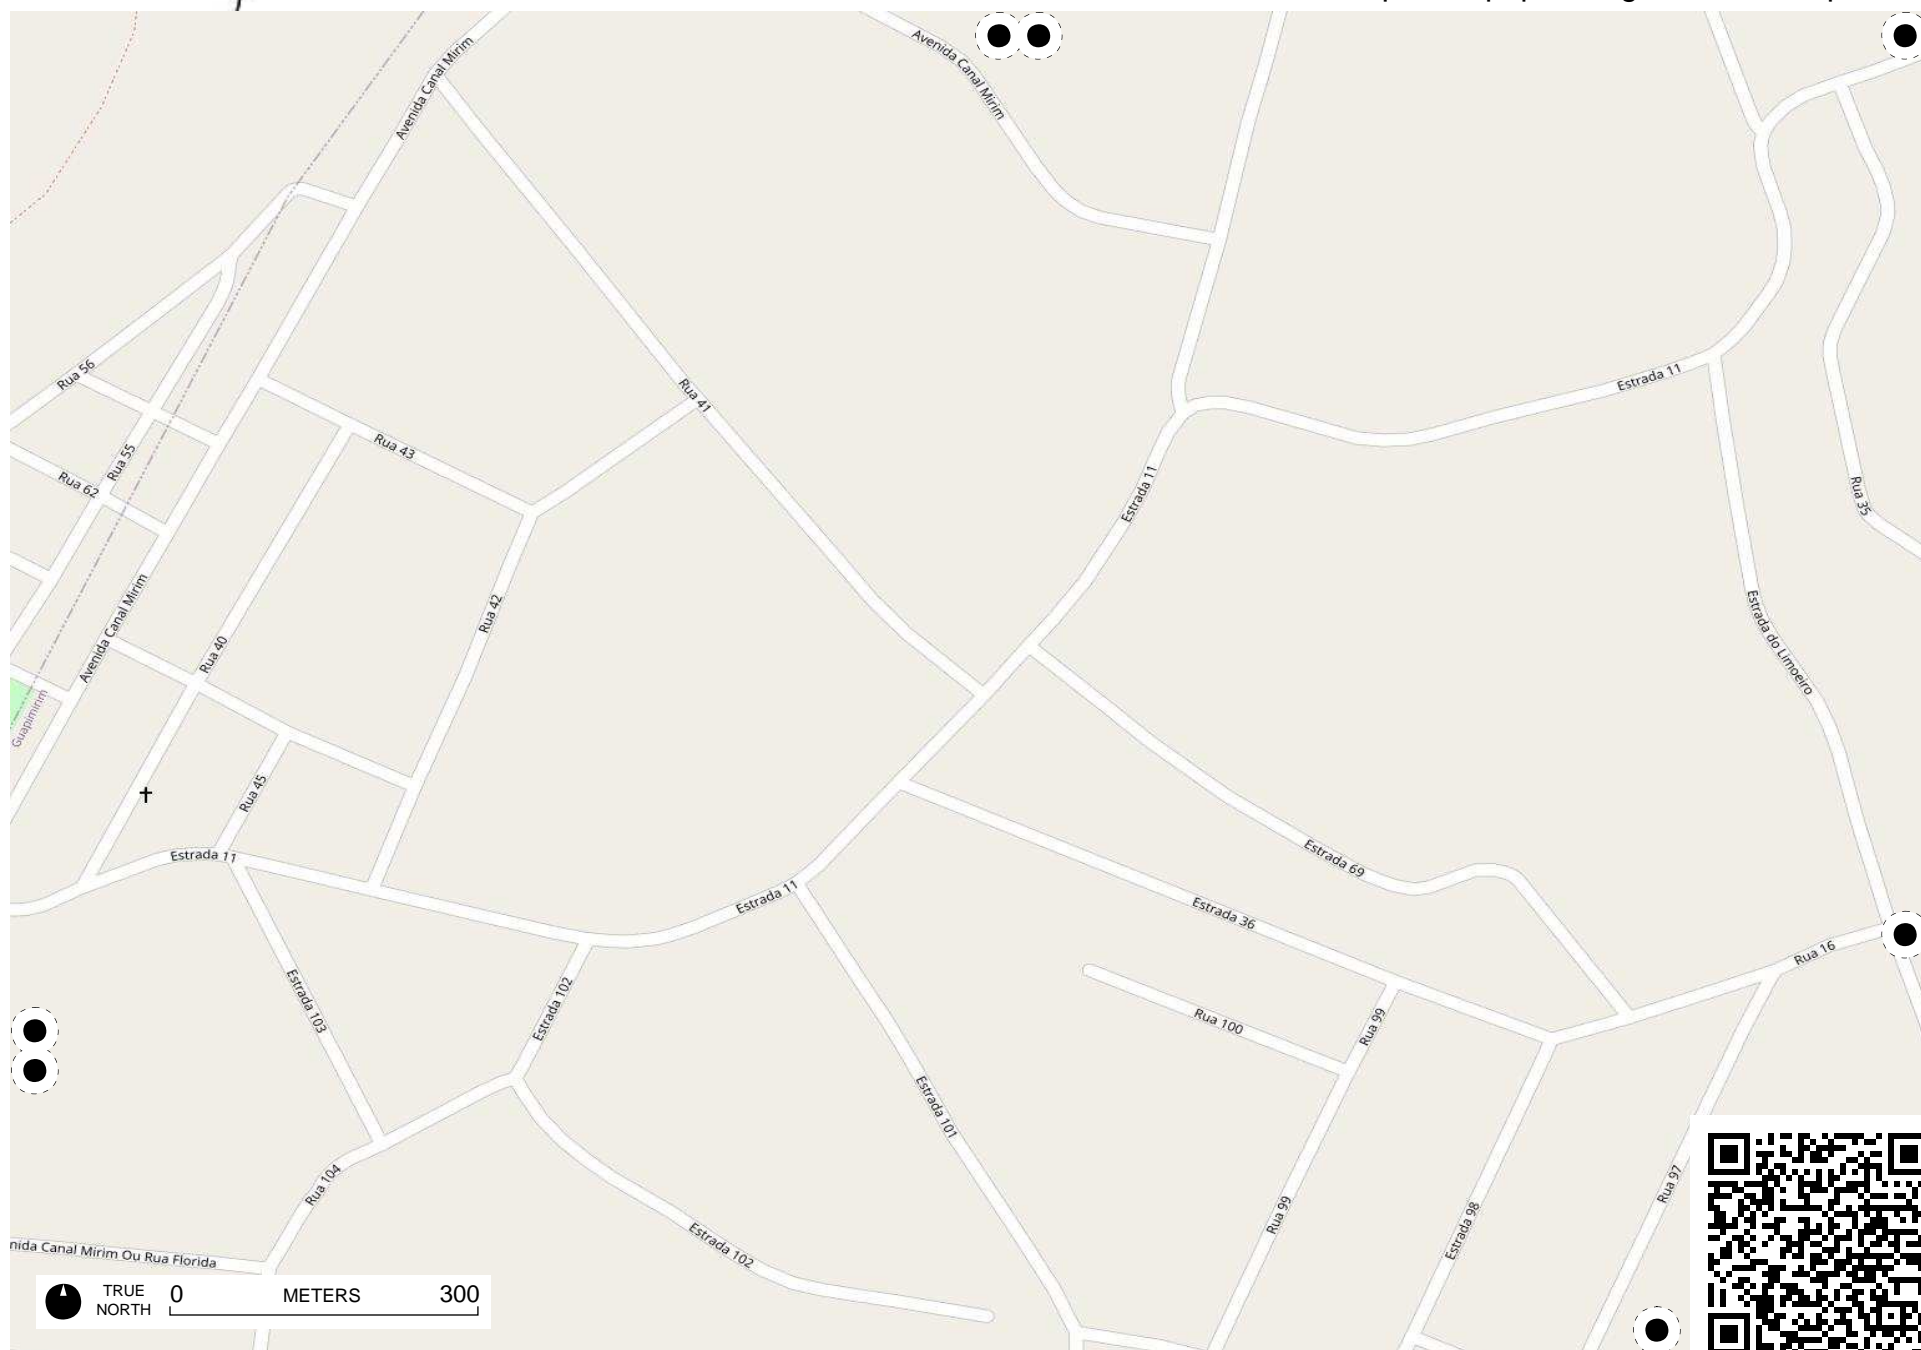 Avenida Canal Mirim
Avenida Canal Mirim
Rua 56
Rua 41
Estrada 11
Rua 43
Rua 55
Rua 62
Estrada 11
Rua 35
Avenida Canal Mirim
Rua 42
Rua 40
Estrada do Limoeiro
Guapimirim
Rua 45
Estrada 11
Estrada 69
Estrada 11
Estrada 36
Rua 16
Estrada 103
Estrada 102
Rua 100
Rua 99
Estrada 101
Rua 104
Rua 97
Rua 99
Estrada 98
Estrada 102
nida Canal Mirim Ou Rua Florida
TRUE
NORTH
0 METERS 300